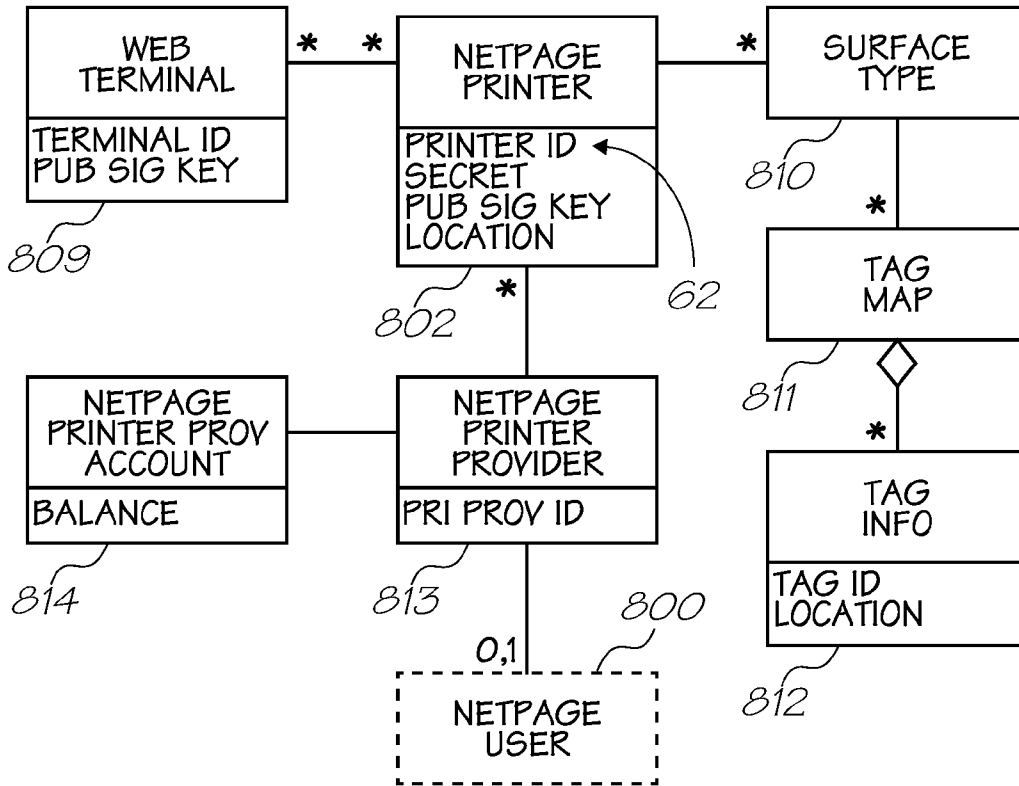 WEB
TERMINAL
TERMINAL ID
PUB SIG KEY
809
* *
NETPAGE
PRINTER
PRINTER ID
SECRET
PUB SIG KEY
LOCATION
802
62
*
*
SURFACE
TYPE
810
*
TAG
MAP
811
*
TAG
INFO
TAG ID
LOCATION
812
NETPAGE
PRINTER PROV
ACCOUNT
BALANCE
814
NETPAGE
PRINTER
PROVIDER
PRI PROV ID
813
800
0,1
NETPAGE
USER